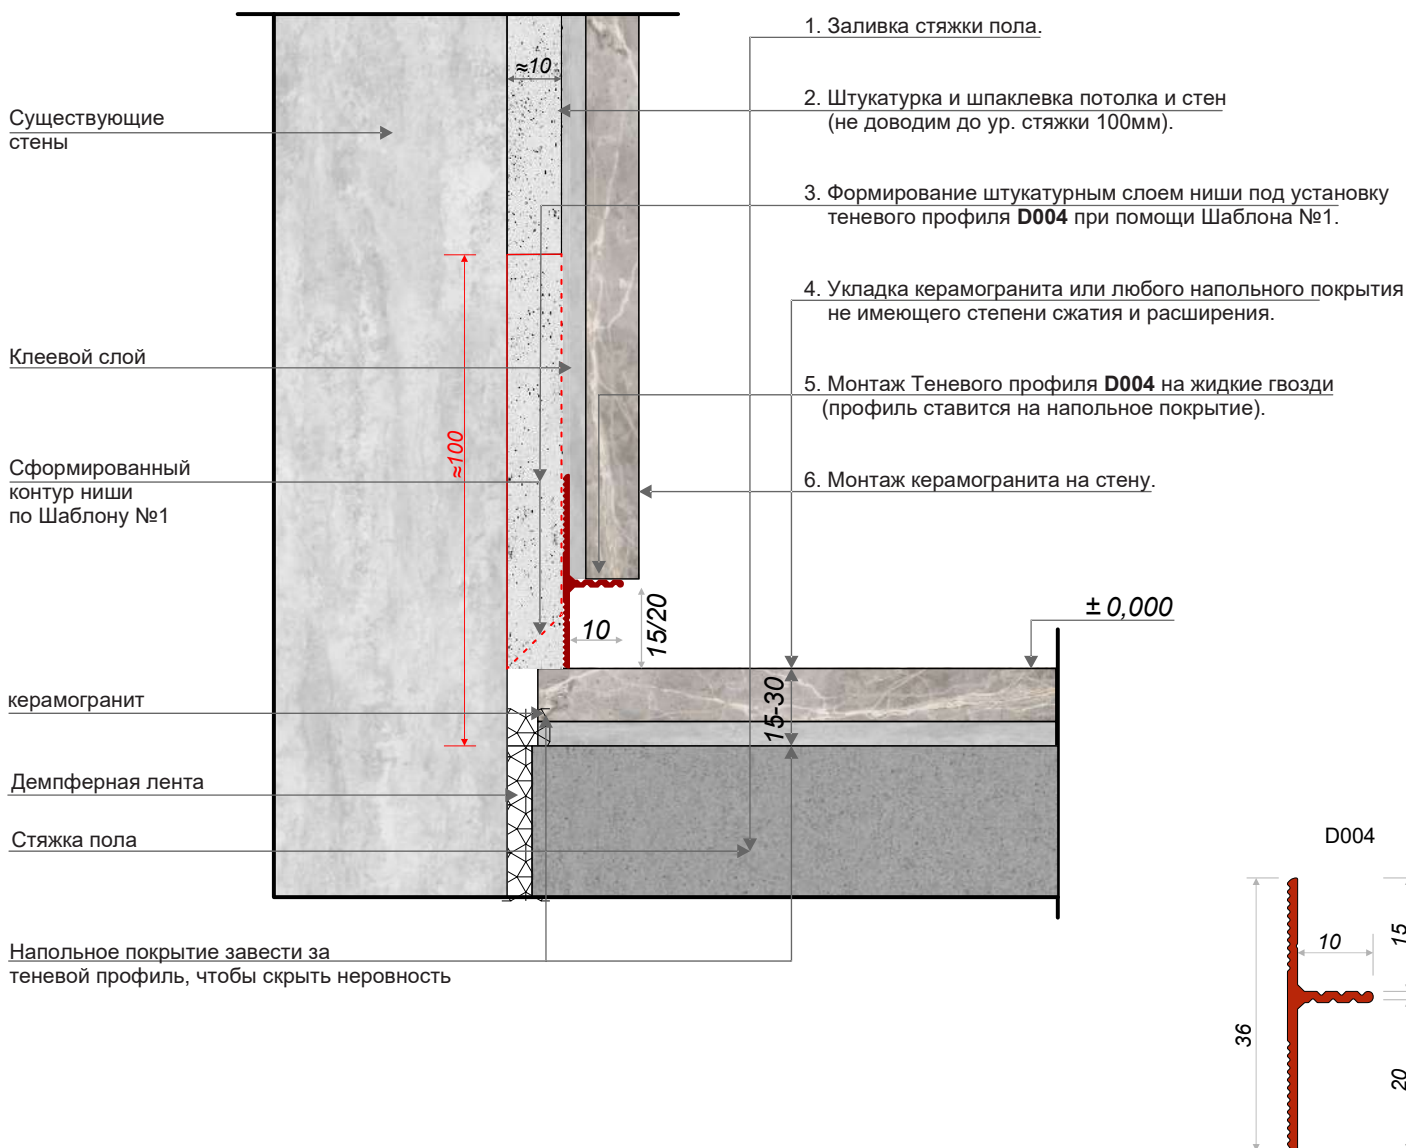 1. Заливка стяжки пола.
≈10
2. Штукатурка и шпаклевка потолка и стен
(не доводим до ур. стяжки 100мм).
Существующие
стены
3. Формирование штукатурным слоем ниши под установку
теневого профиля D004 при помощи Шаблона №1.
4. Укладка керамогранита или любого напольного покрытия
не имеющего степени сжатия и расширения.
Клеевой слой
5. Монтаж Теневого профиля D004 на жидкие гвозди
(профиль ставится на напольное покрытие).
≈100
Сформированный
контур ниши
по Шаблону №1
6. Монтаж керамогранита на стену.
10
15/20
± 0,000
керамогранит
15-30
Демпферная лента
Стяжка пола
D004
Напольное покрытие завести за
теневой профиль, чтобы скрыть неровность
10
15
36
20